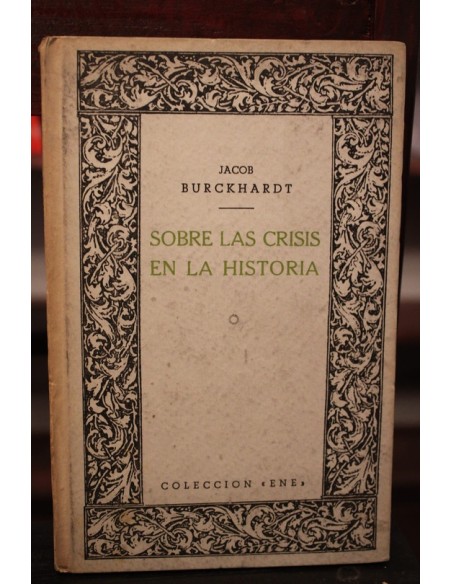 JACOB
BURCKHARDT
SOBRE LAS CRISIS
EN LA HISTORIA
COLECCION «ENE»